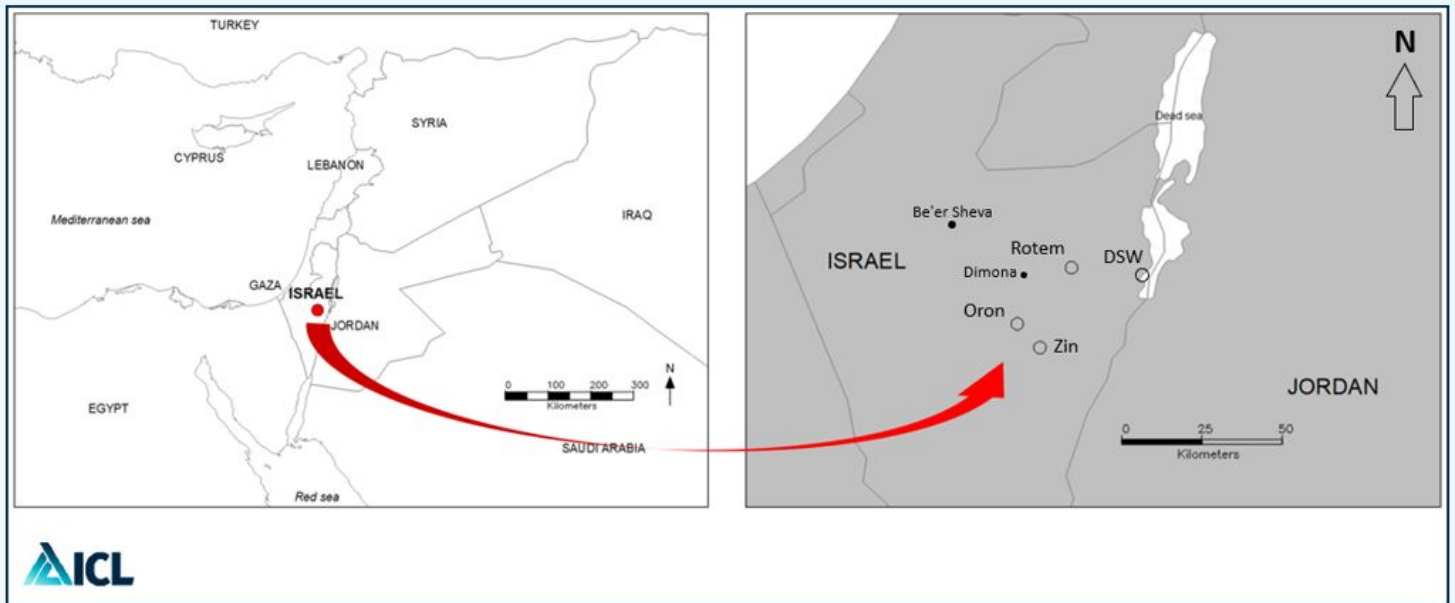 TURKEY
SYRIA
CYPRUS
LEBANON
Mediterranean sea
IRAQ
GAZA
ISRAEL
JORDAN
N
0 100 200 300
Kilometers
EGYPT
SAUDI ARABIA
Red sea
N
Dead sea
Be'er Sheva
ISRAEL
Rotem
DSW
Dimona
Oron
Zin
JORDAN
0 25 50
Kilometers
ICL